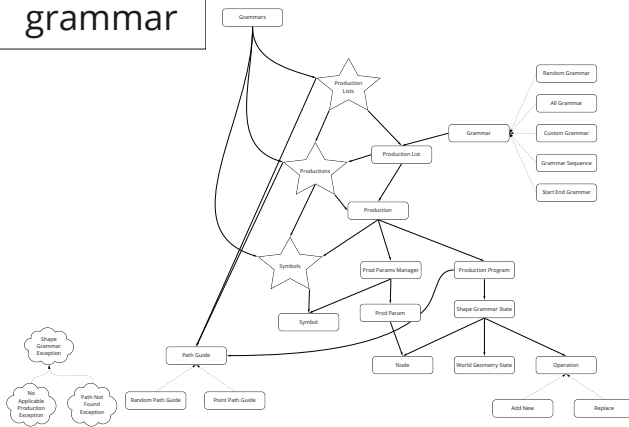 grammar
Grammars
Production
Lists
Random Grammar
All Grammar
Grammar
Custom Grammar
Production List
Grammar Sequence
Productions
Start End Grammar
Production
Symbols
Prod Params Manager
Production Program
Symbol
Prod Param
Shape Grammar State
Shape
Grammar
Exception
Path Guide
Node
World Geometry State
Operation
No
Applicable
Production
Exception
Path Not
Found
Exception
Random Path Guide
Point Path Guide
Add New
Replace